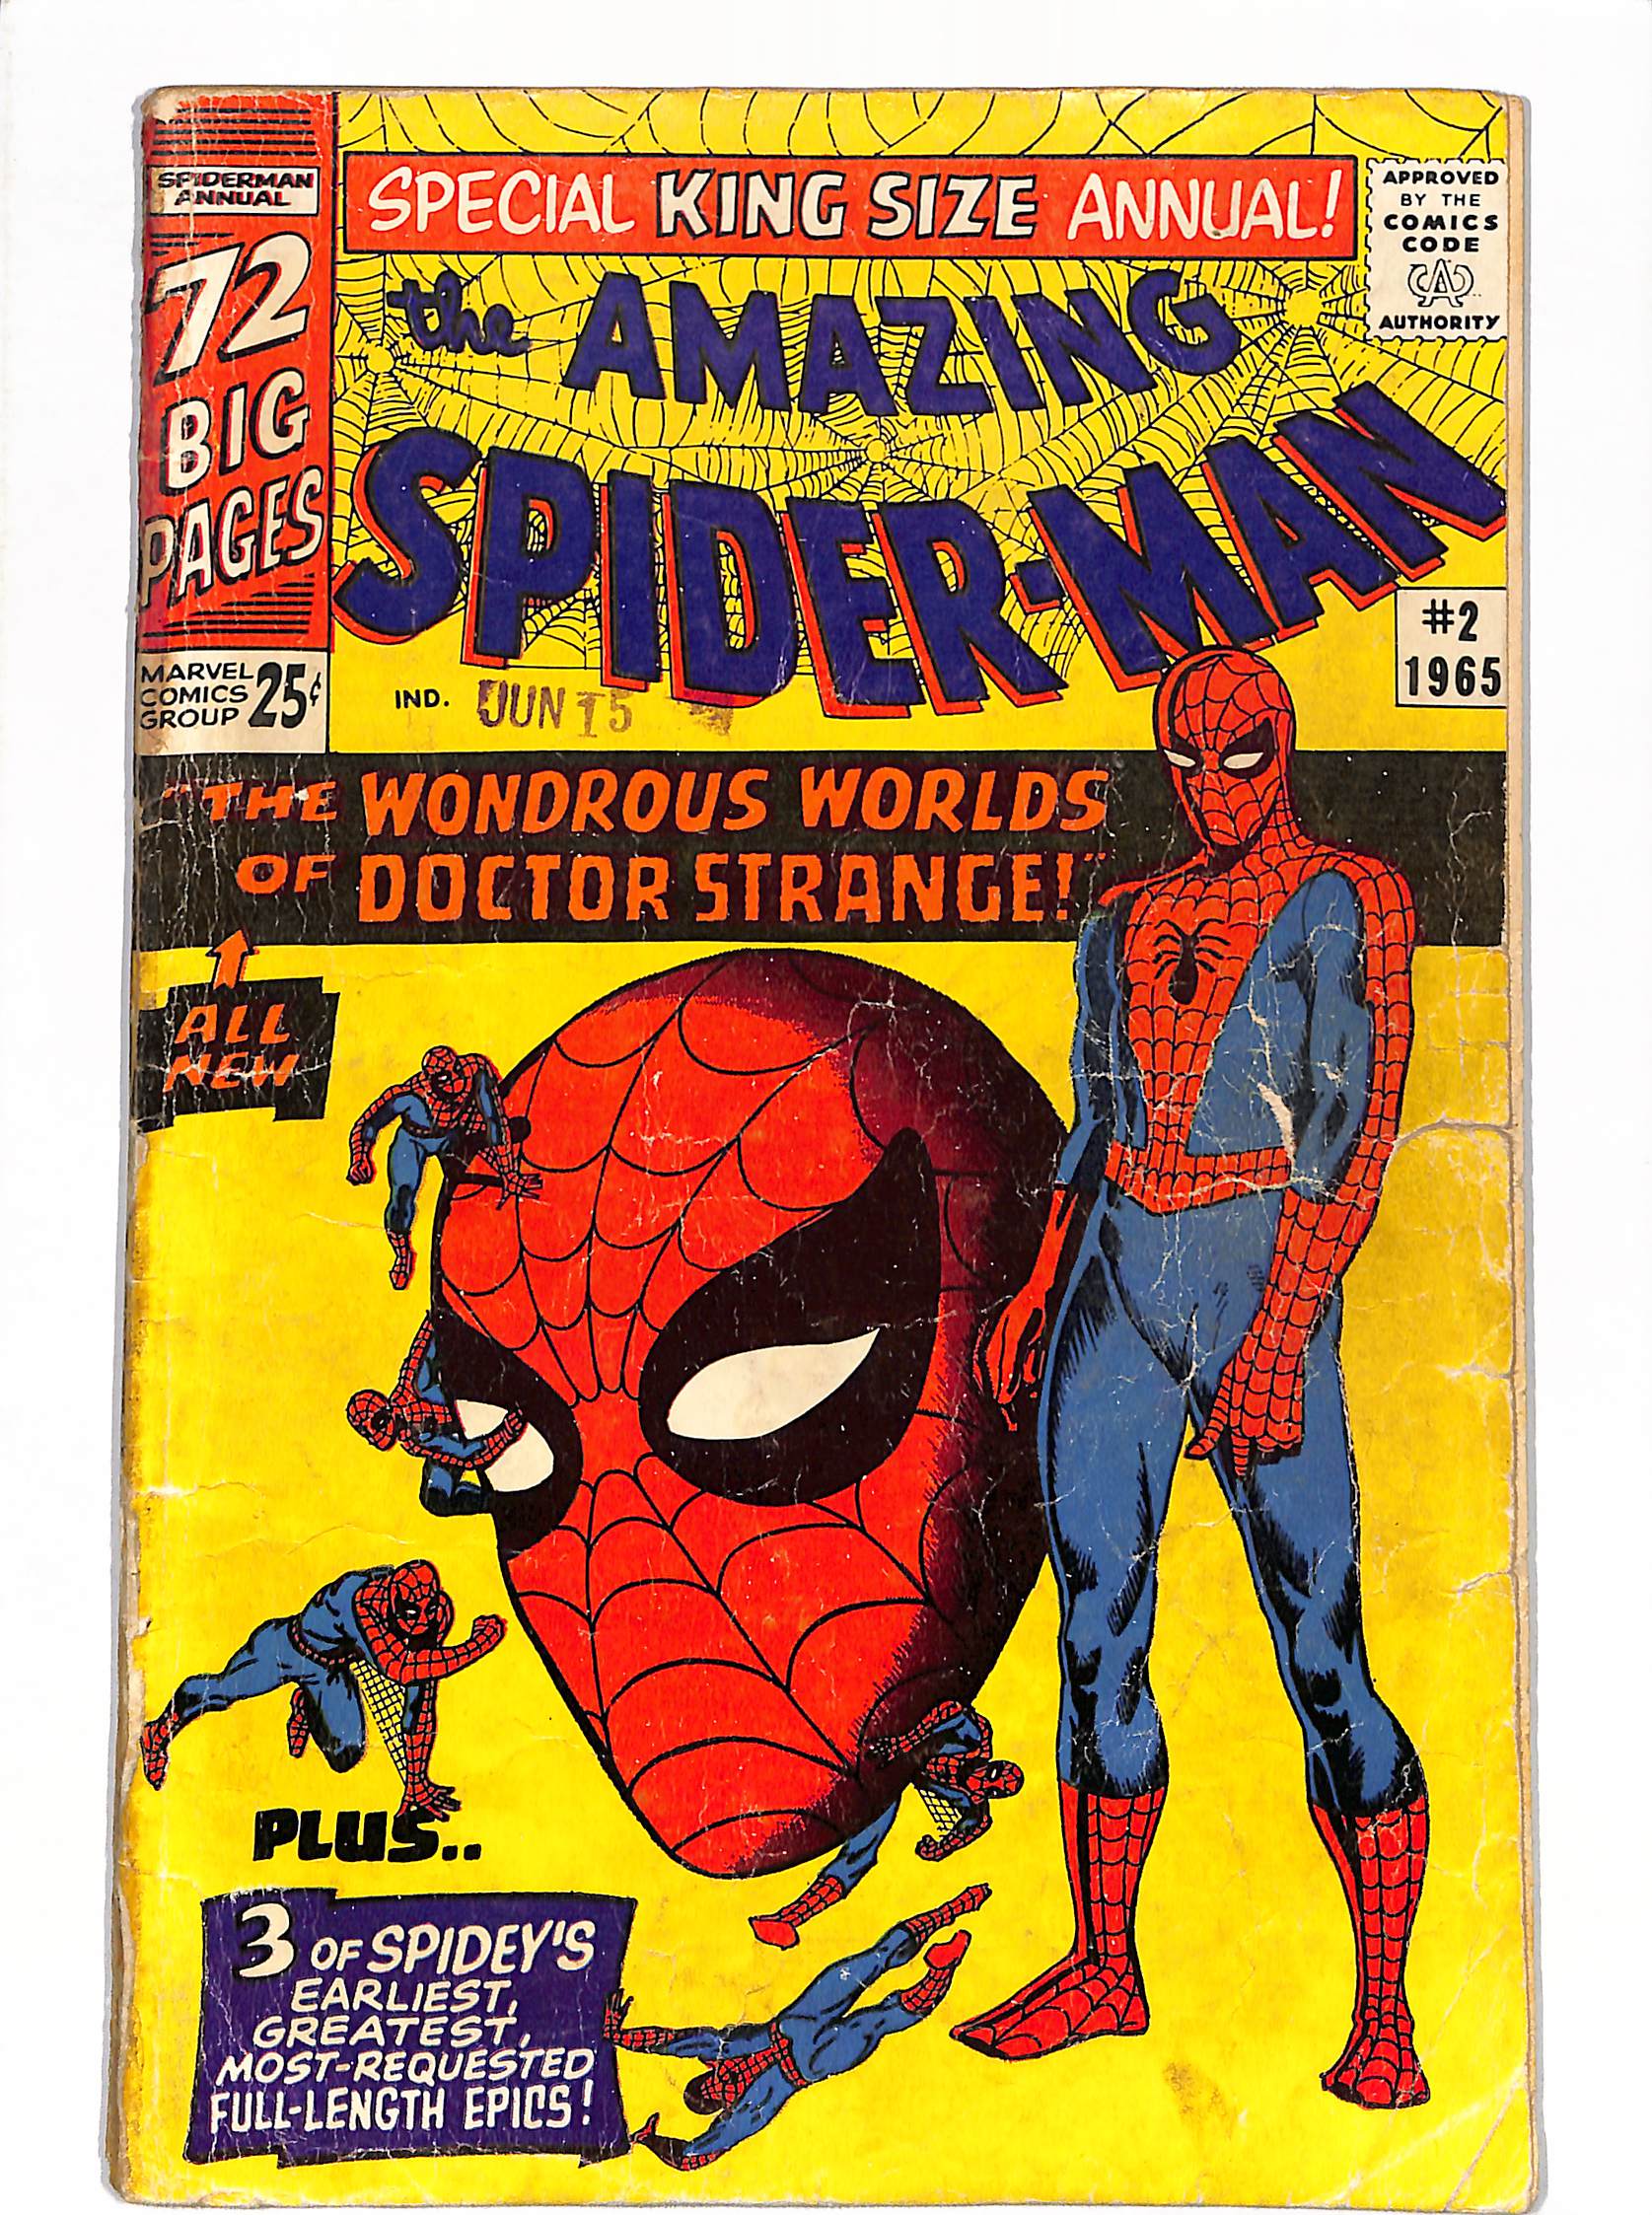 SPIDERMAN
ANNUAL
72
BIG
PAGES
MARVEL
COMICS
GROUP
25¢
SPECIAL KING SIZE ANNUAL!
APPROVED
BY THE
COMICS
CODE
CA
AUTHORITY
the AMAZING
SPIDER-MAN
#2
1965
IND.
JUN 15
"THE WONDROUS WORLDS
OF DOCTOR STRANGE!"
ALL
NEW
PLUS..
3 OF SPIDEY'S
EARLIEST,
GREATEST,
MOST-REQUESTED
FULL-LENGTH EPICS!